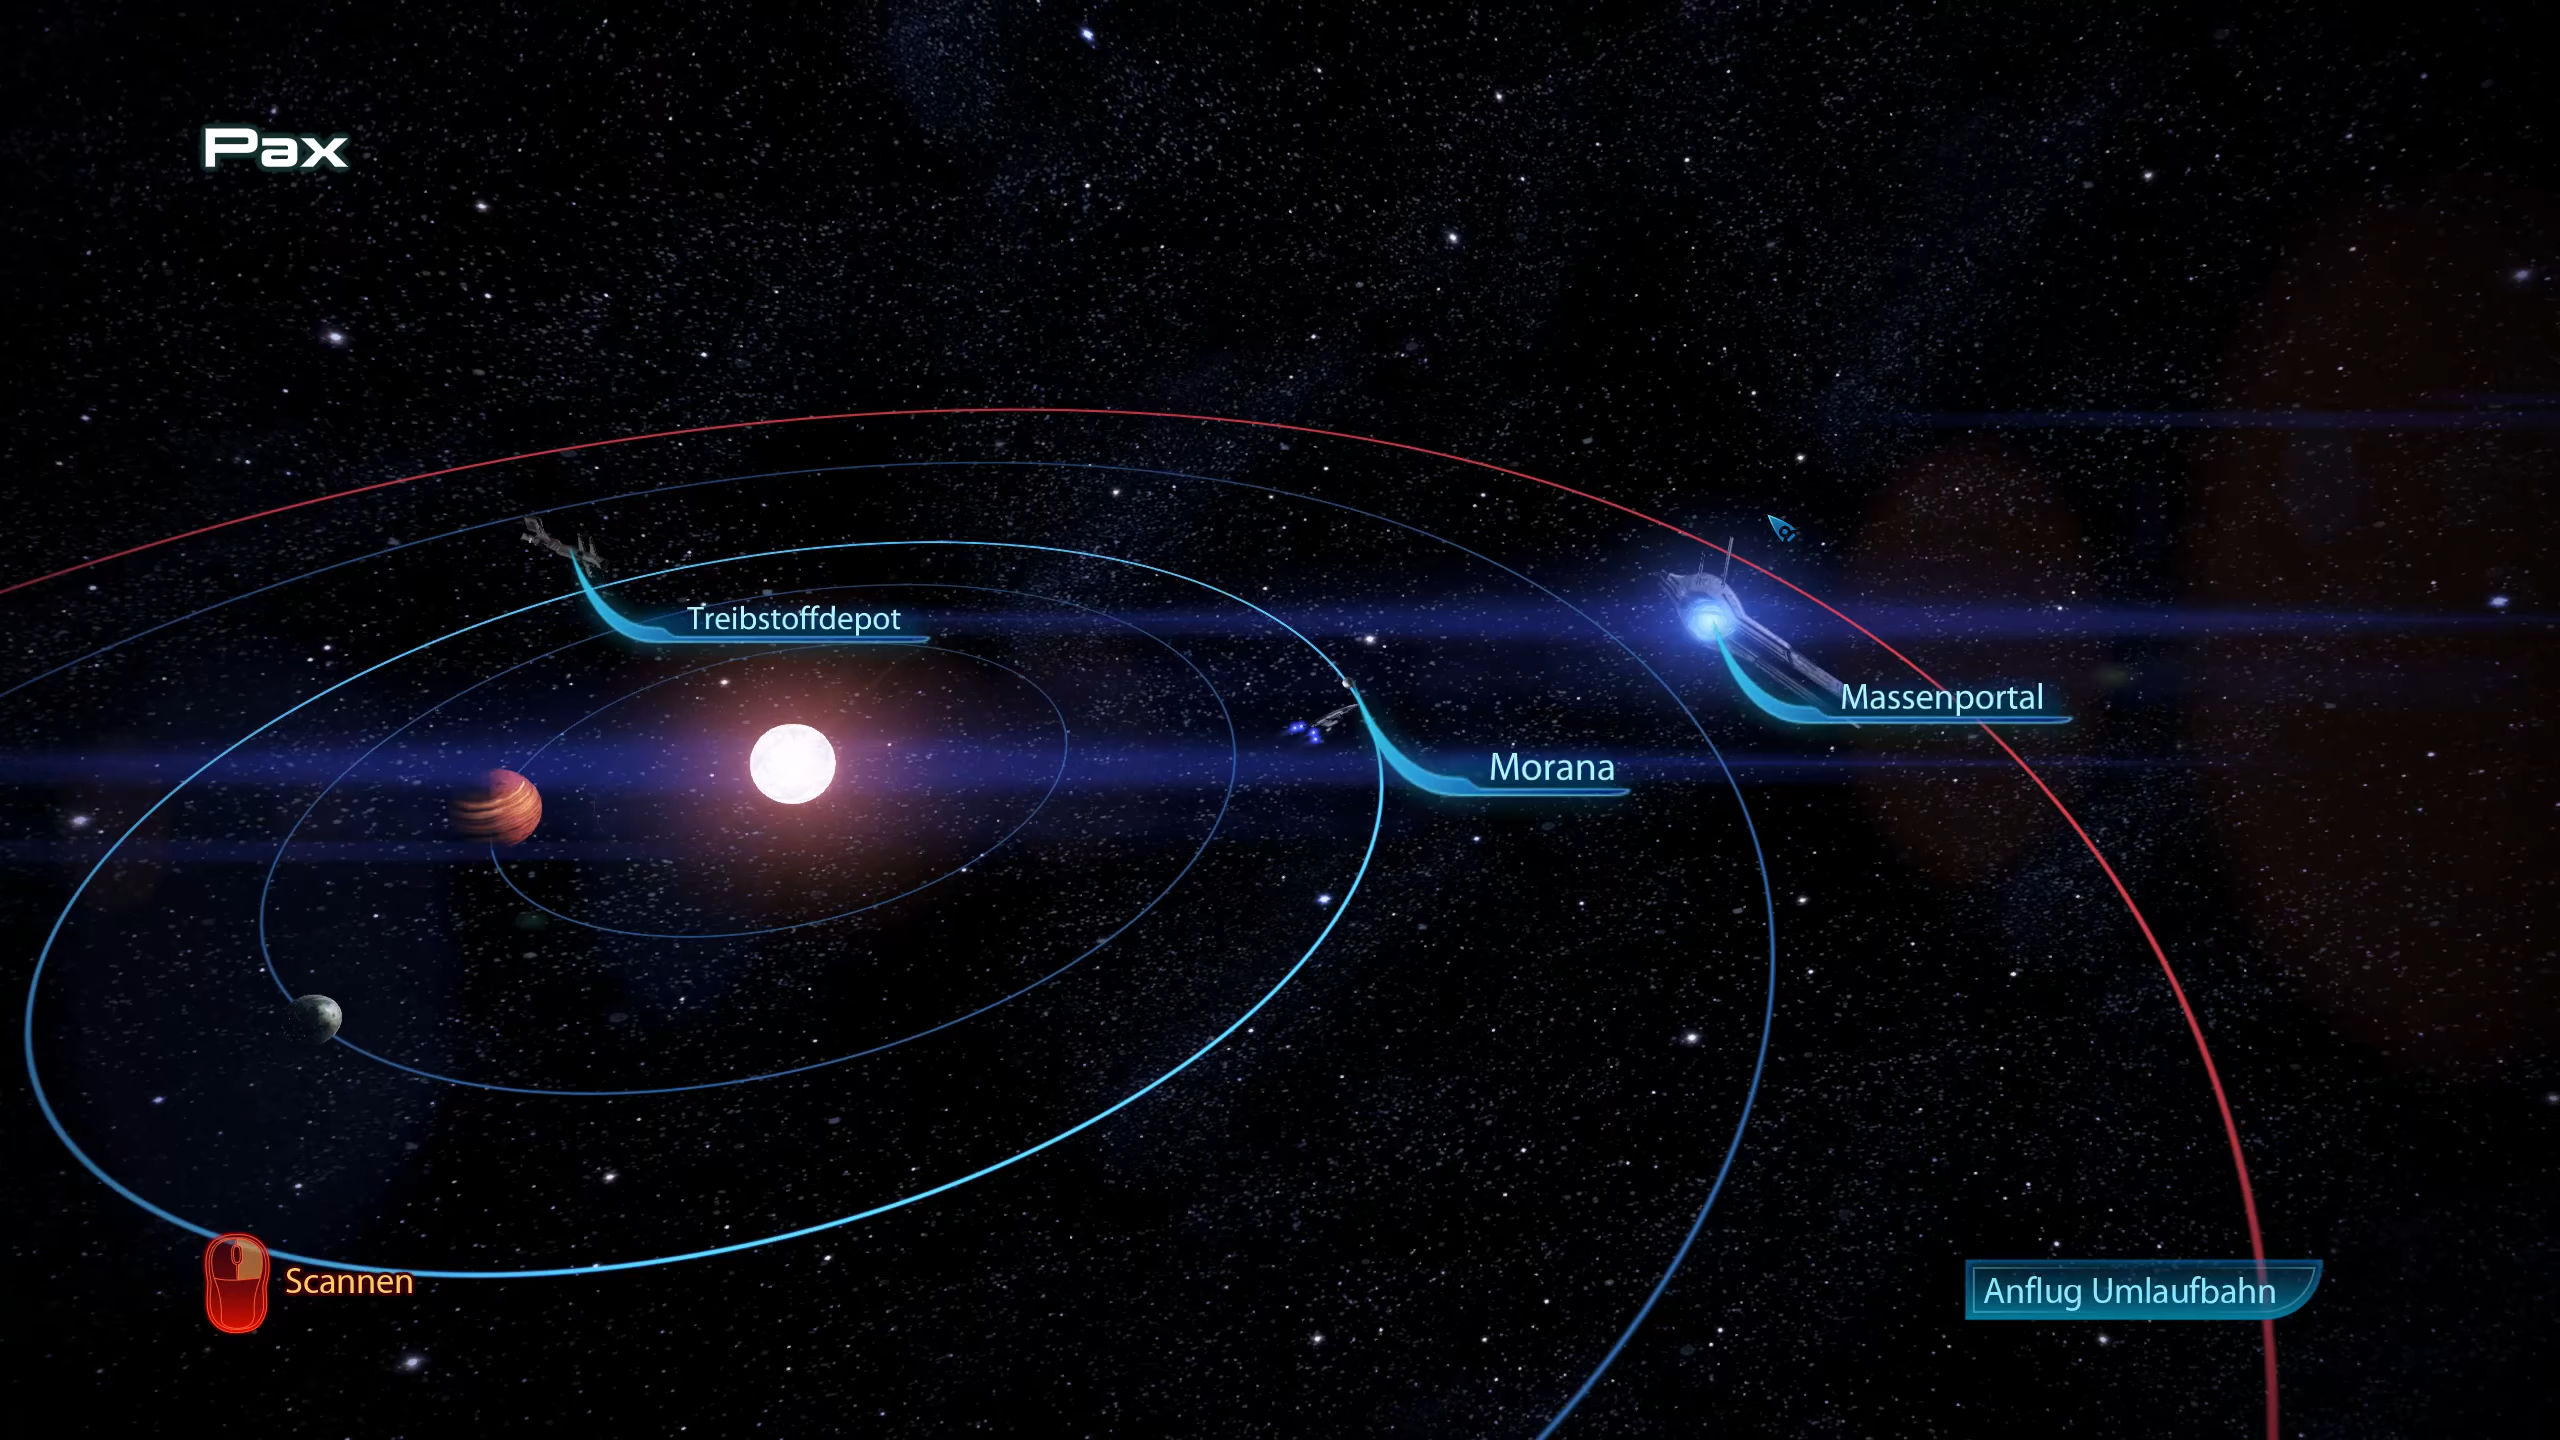 Pax
Treibstoffdepot
Massenportal
Morana
Scannen
Anflug Umlaufbahn